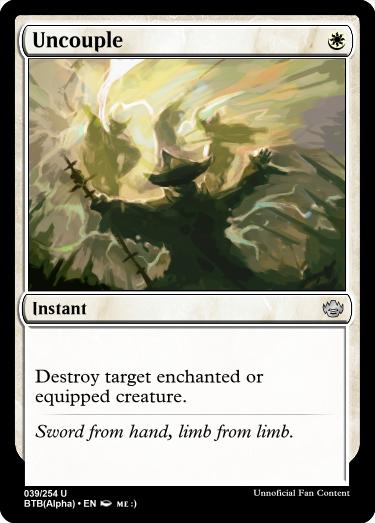 Uncouple
Instant
Destroy target enchanted or
equipped creature.
Sword from hand, limb from limb.
039/254 U
BTB(Alpha) • EN ME :)
Unofficial Fan Content